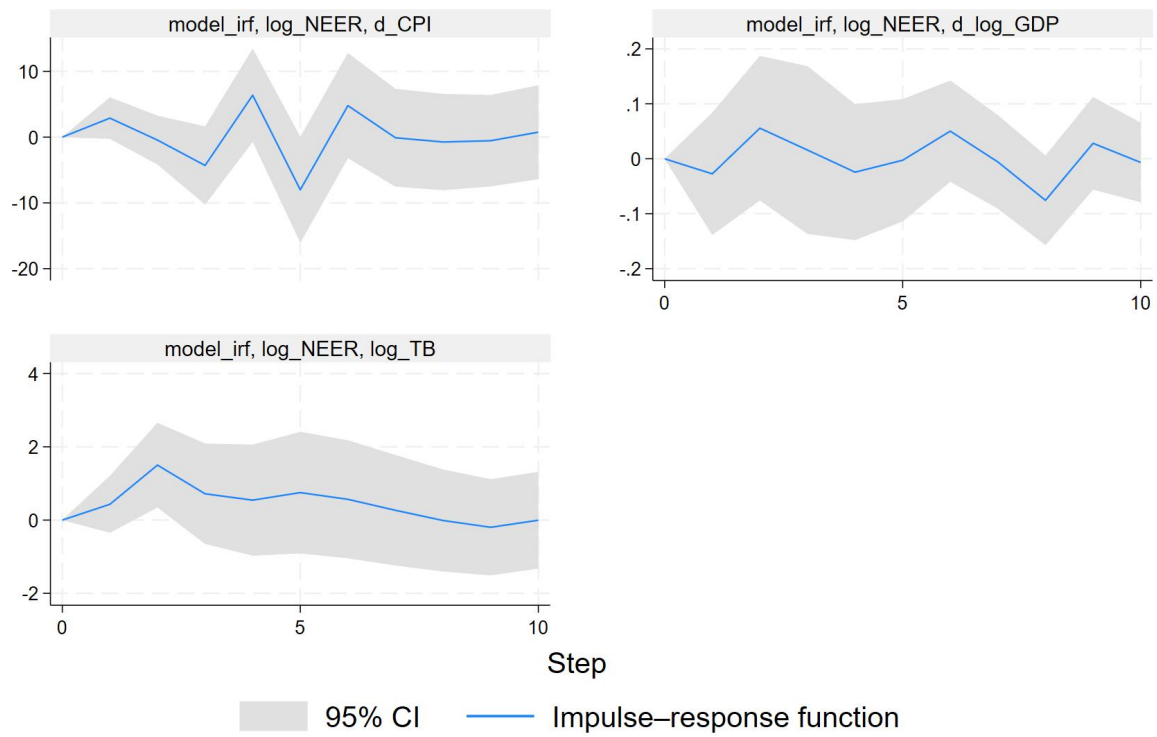 model_irf, log_NEER, d_CPI
10
0
-10
-20
model_irf, log_NEER, d_log_GDP
.2
.1
0
-.1
-.2
0 5 10
model_irf, log_NEER, log_TB
4
2
0
-2
0 5 10
Step
95% CI Impulse–response function